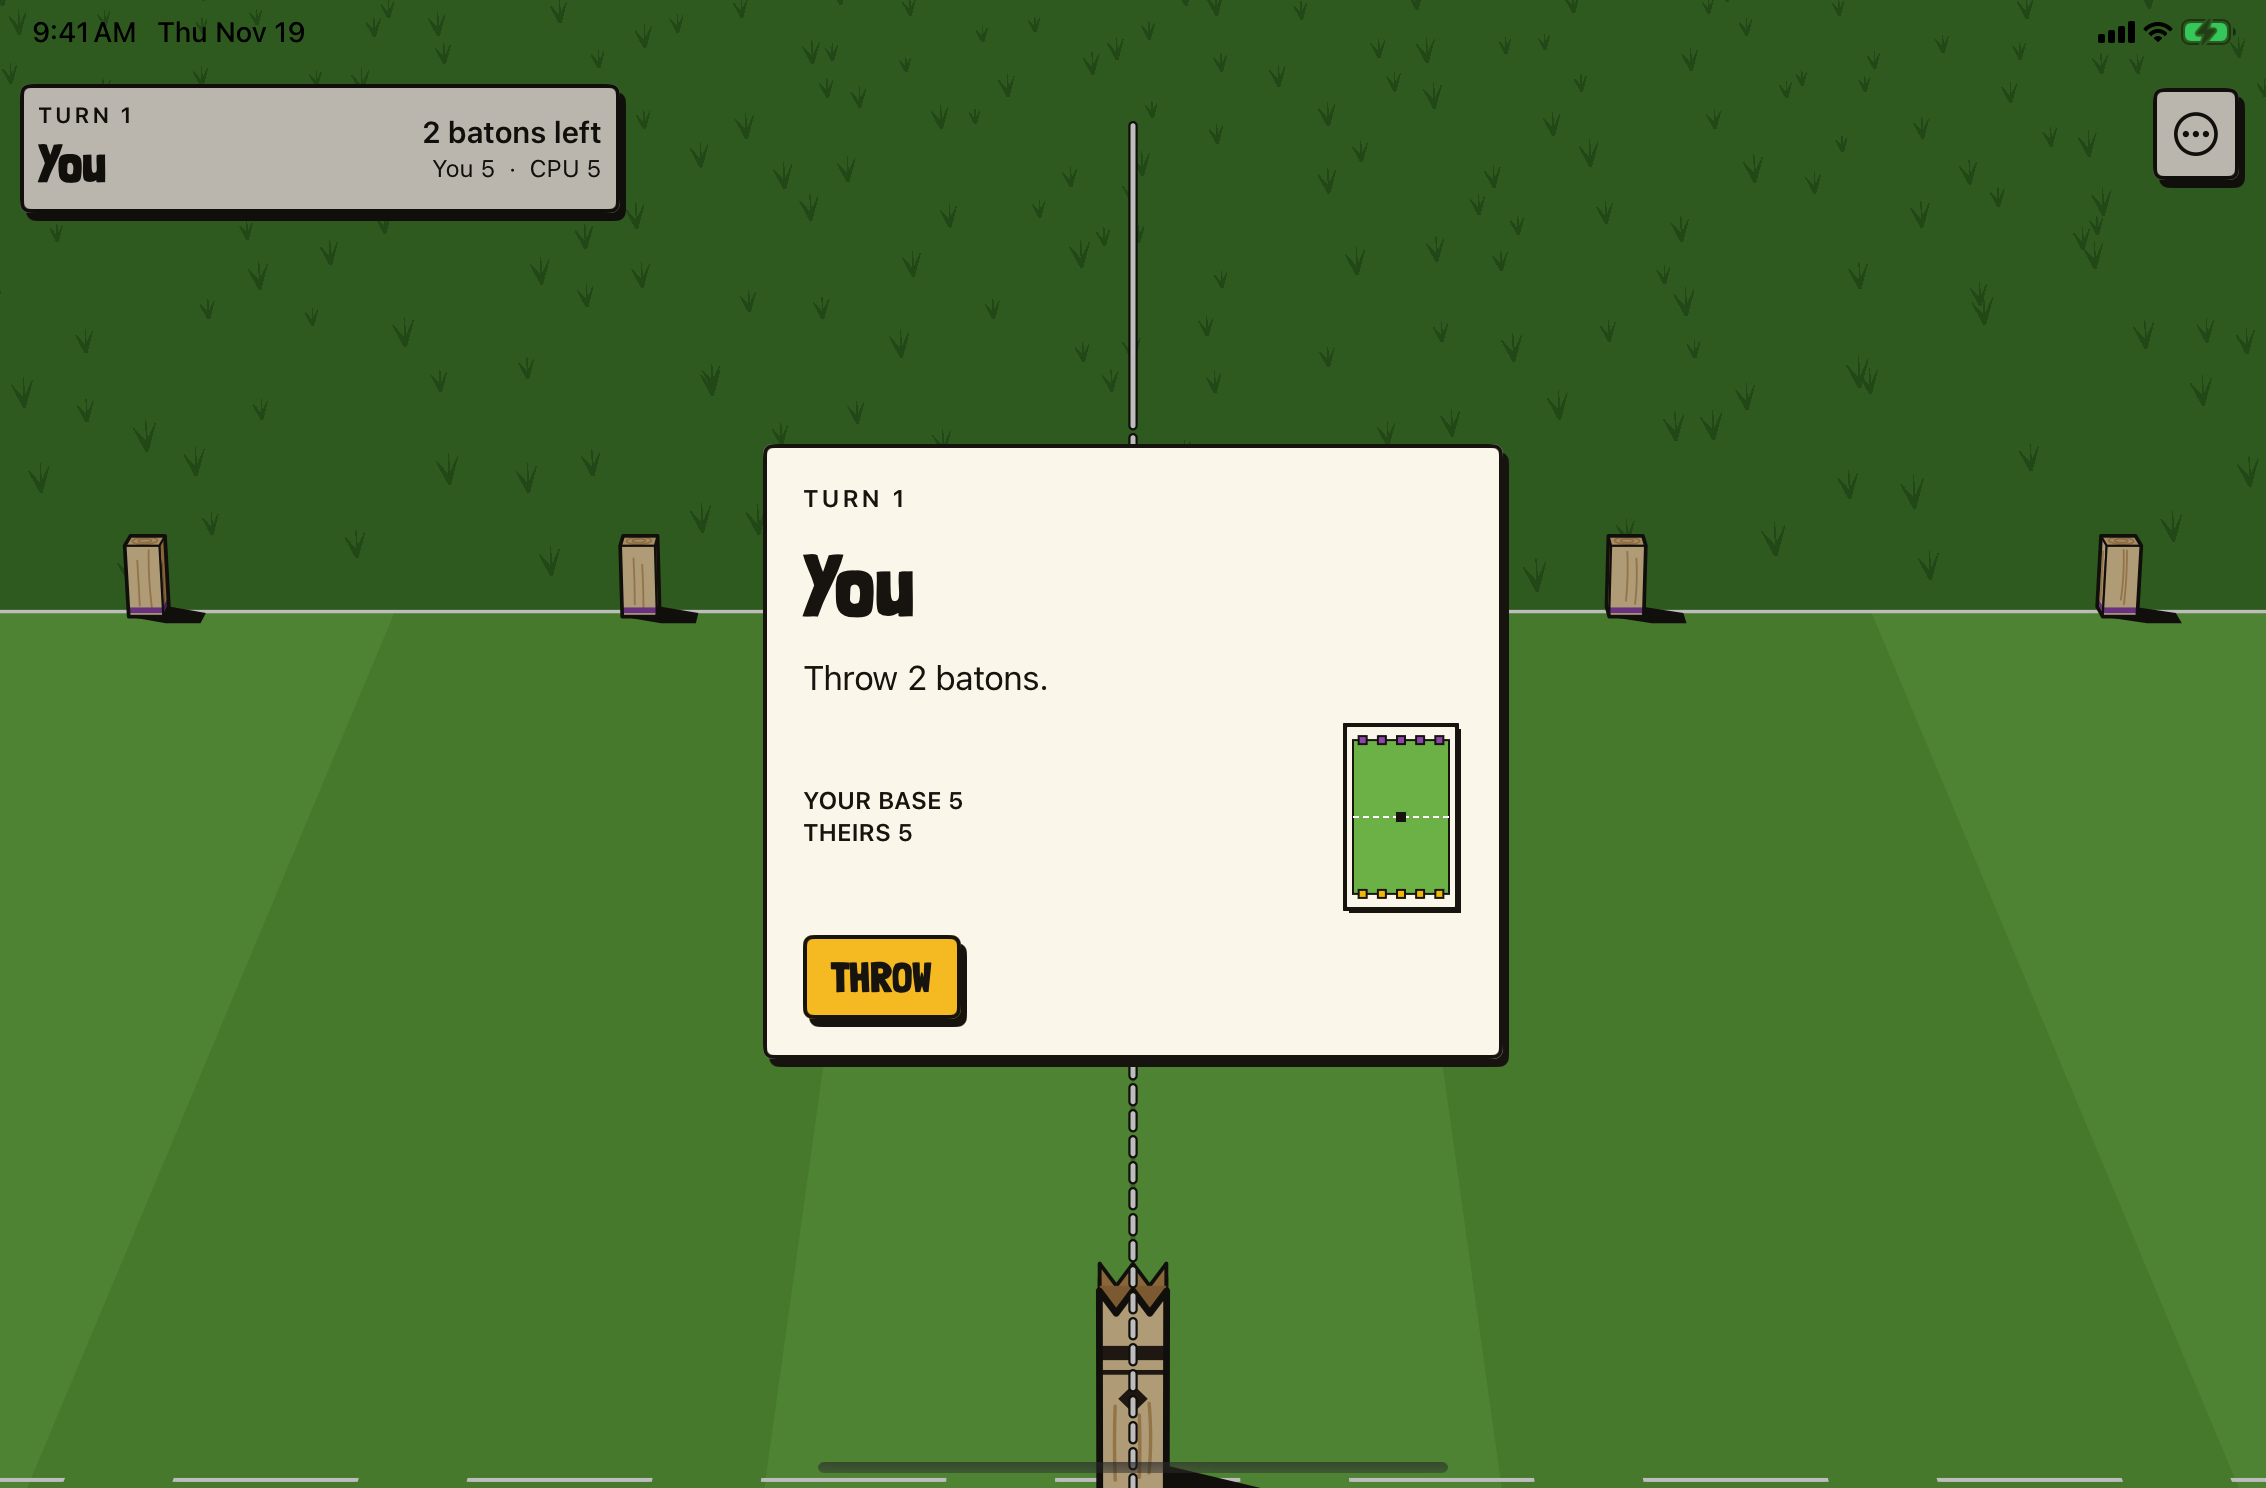 9:41 AM Thu Nov 19
TURN 1
You
2 batons left
You 5 · CPU 5
TURN 1
You
Throw 2 batons.
YOUR BASE 5
THEIRS 5
THROW